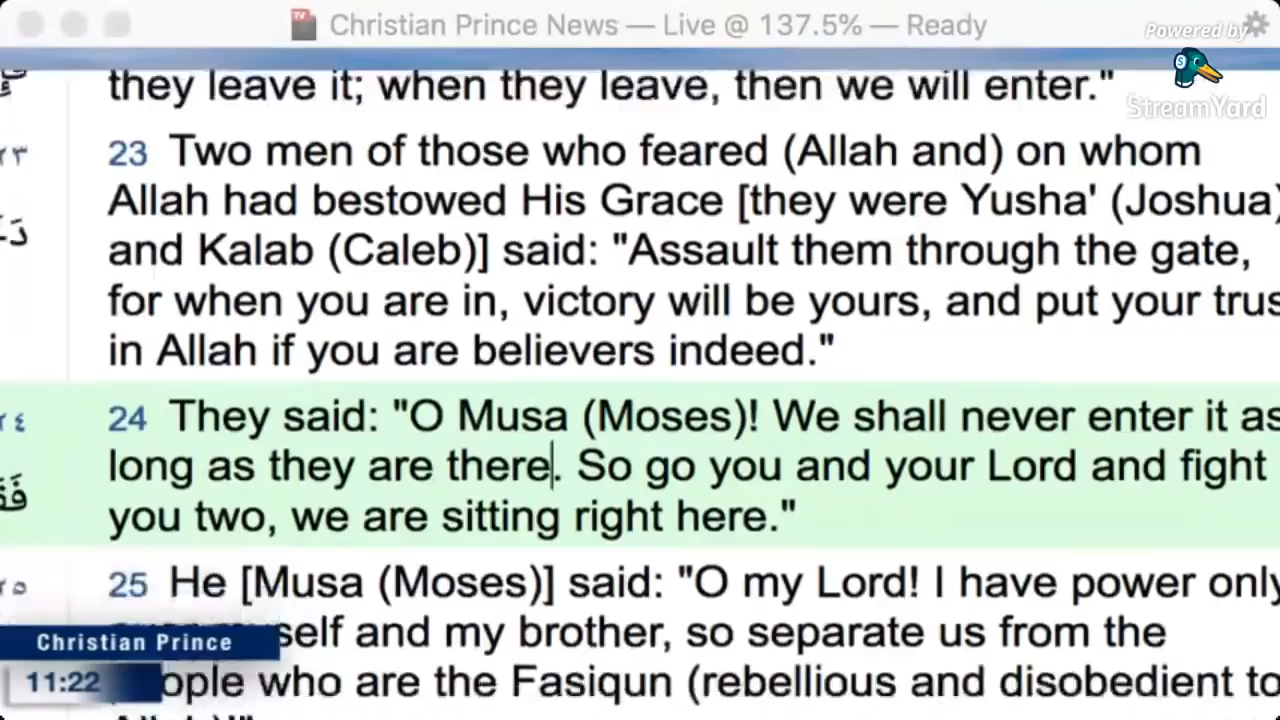 Christian Prince News — Live @ 137.5% — Ready
Powered by
StreamYard
they leave it; when they leave, then we will enter."
٢٣
23 Two men of those who feared (Allah and) on whom
Allah had bestowed His Grace [they were Yusha' (Joshua)
and Kalab (Caleb)] said: "Assault them through the gate,
for when you are in, victory will be yours, and put your
in Allah if you are believers indeed."
٢٤
24 They said: "O Musa (Moses)! We shall never enter it as
long as they are there. So go you and your Lord and fight
you two, we are sitting right here."
٢٥
25 He [Musa (Moses)] said: "O my Lord! I have power only
and my brother, so separate us from the
who are the Fasiqun (rebellious and disobedient to
Christian Prince
11:22